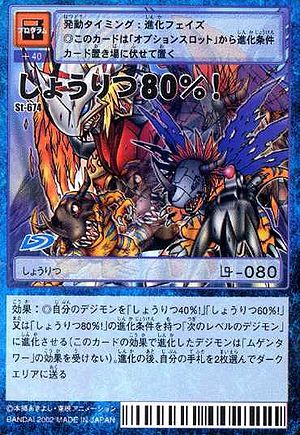 プログラム
+40
発動タイミング：進化フェイズ
◎このカードは｢オプションスロット｣から進化条件
カード置き場に伏せて置く
しょうりつ80%！
St-674
しょうりつ
080
効果：◎自分のデジモンを｢しょうりつ40%!｣｢しょうりつ60%!｣
又は｢しょうりつ80%!｣の進化条件を持つ｢次のレベルのデジモン｣
に進化させる(このカードの効果で進化したデジモンは｢ムゲンタ
ワー｣の効果を受けない)。進化の後、自分の手札を2枚選んでダーク
エリアに送る
©本郷あきよし・東映アニメーション
BANDAI 2002 MADE IN JAPAN